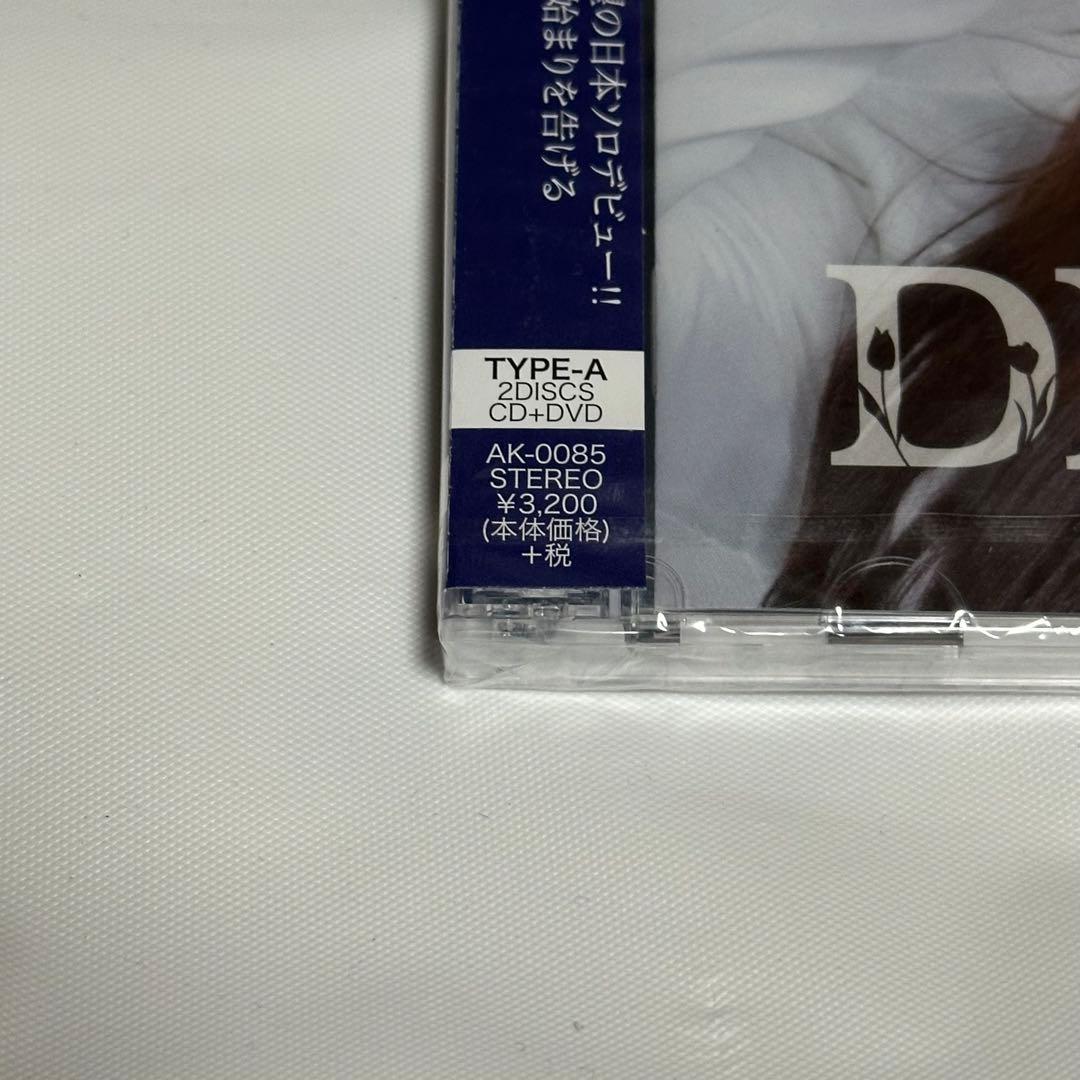 の日本ソロデビュー!!
始まりを告げる
TYPE-A
2DISCS
CD+DVD
AK-0085
STEREO
¥3,200
(本体価格)
+税
D